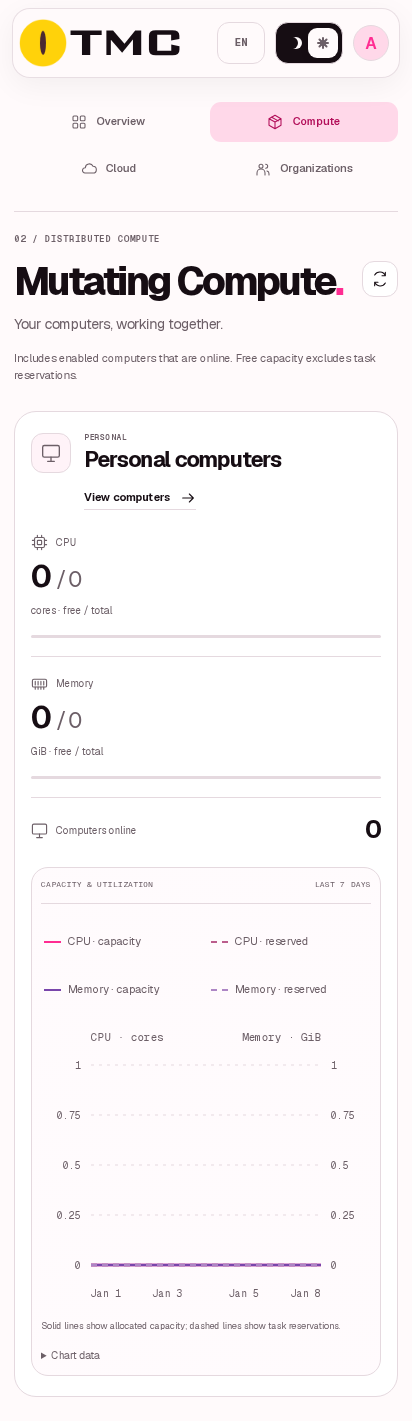 TMC
EN
A
Overview
Compute
Cloud
Organizations
02 / DISTRIBUTED COMPUTE
Mutating Compute.
Your computers, working together.
Includes enabled computers that are online. Free capacity excludes task
reservations.
PERSONAL
Personal computers
View computers →
CPU
0 / 0
cores · free / total
Memory
0 / 0
GiB · free / total
Computers online 0
CAPACITY & UTILIZATION LAST 7 DAYS
CPU · capacity CPU · reserved
Memory · capacity Memory · reserved
CPU · cores Memory · GiB
1 1
0.75 0.75
0.5 0.5
0.25 0.25
0 0
Jan 1 Jan 3 Jan 5 Jan 8
Solid lines show allocated capacity; dashed lines show task reservations.
Chart data